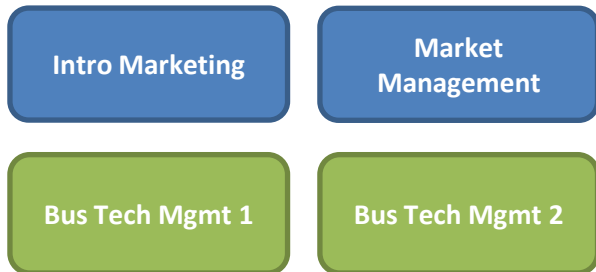 Intro Marketing
Market
Management
Bus Tech Mgmt 1
Bus Tech Mgmt 2